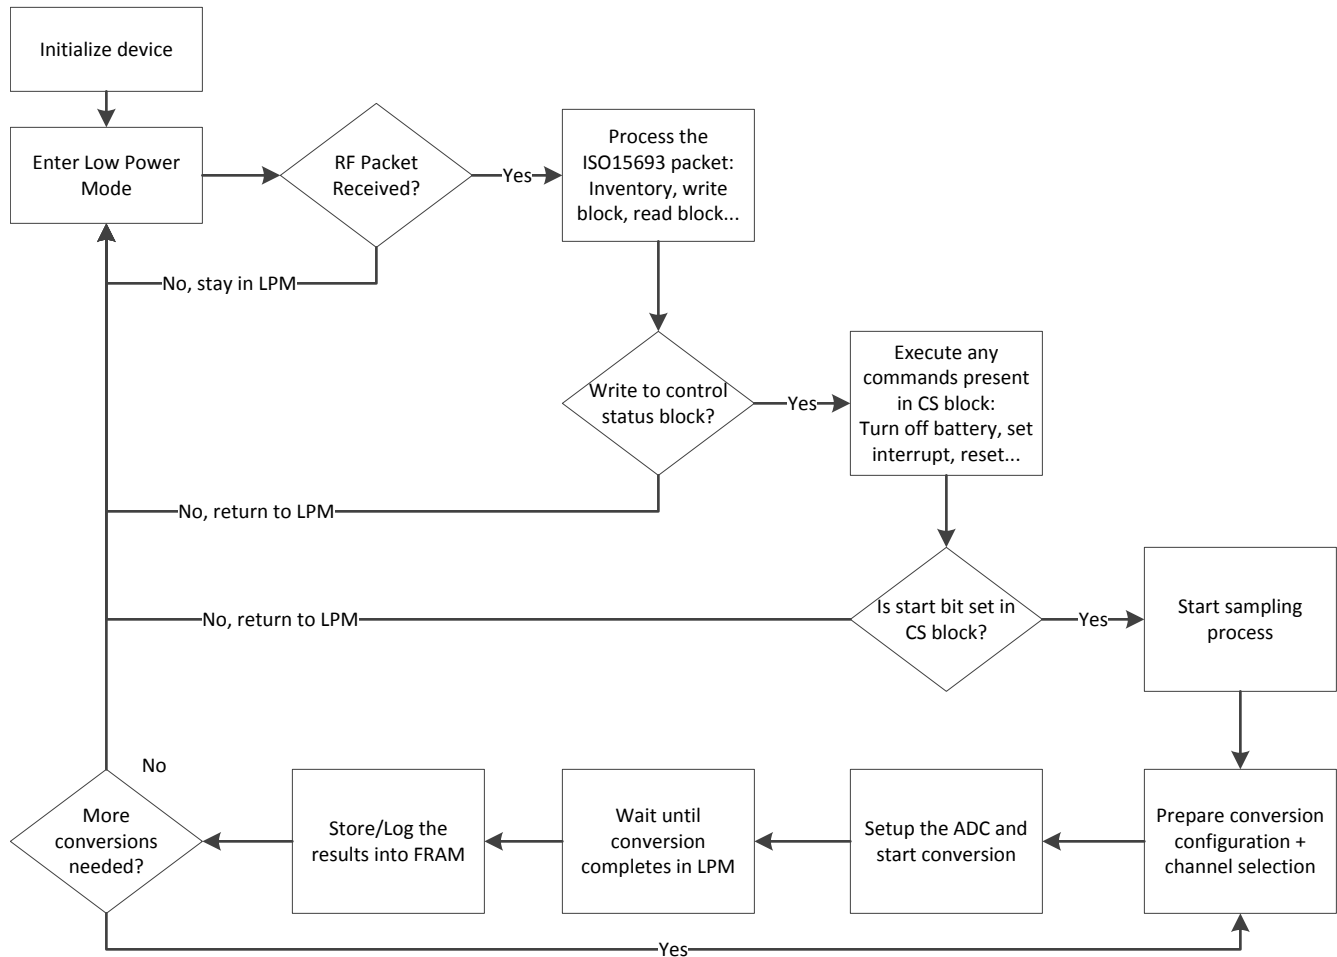 Initialize device
Enter Low Power
Mode
RF Packet
Received?
Yes
Process the
ISO15693 packet:
Inventory, write
block, read block...
No, stay in LPM
Write to control
status block?
Yes
Execute any
commands present
in CS block:
Turn off battery, set
interrupt, reset...
No, return to LPM
Is start bit set in
CS block?
Yes
Start sampling
process
No, return to LPM
Prepare conversion
configuration +
channel selection
Setup the ADC and
start conversion
Wait until
conversion
completes in LPM
Store/Log the
results into FRAM
More
conversions
needed?
No
Yes